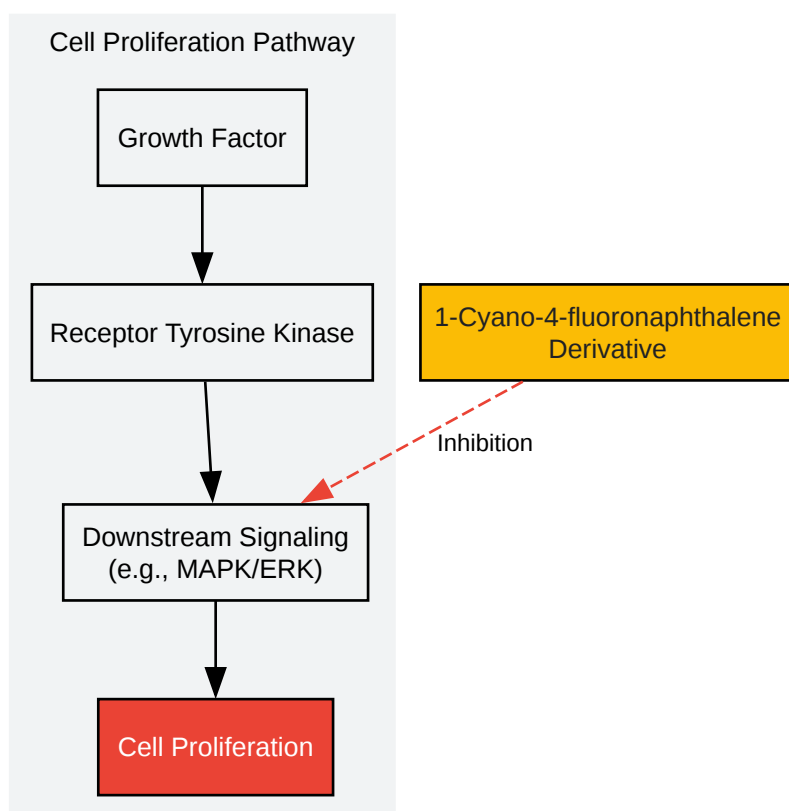 Cell Proliferation Pathway
Growth Factor
Receptor Tyrosine Kinase
1-Cyano-4-fluoronaphthalene
Derivative
Inhibition
Downstream Signaling
(e.g., MAPK/ERK)
Cell Proliferation